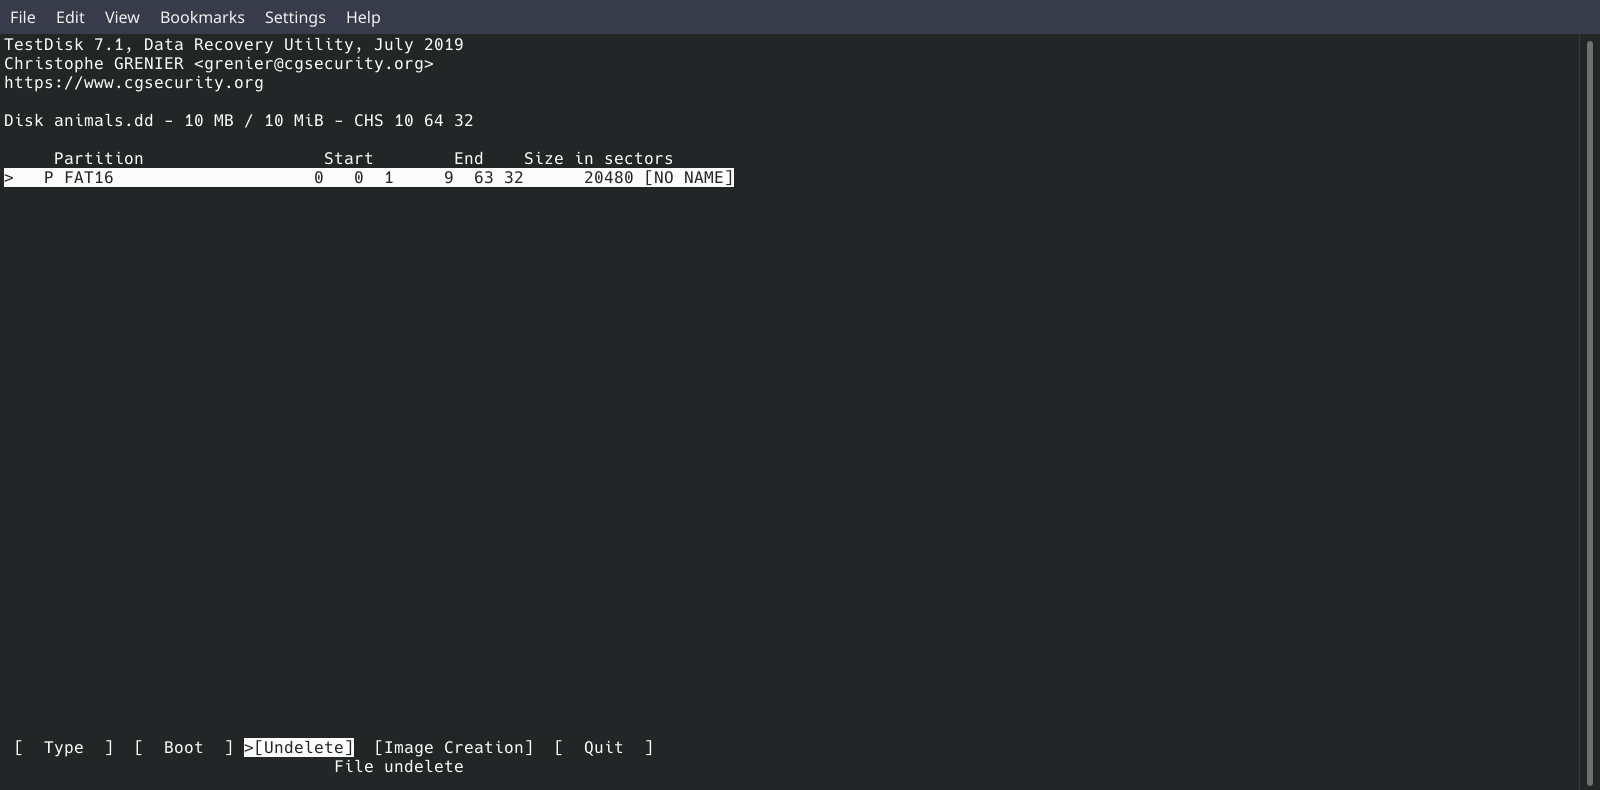 File Edit View Bookmarks Settings Help
TestDisk 7.1, Data Recovery Utility, July 2019
Christophe GRENIER <grenier@cgsecurity.org>
https://www.cgsecurity.org
Disk animals.dd - 10 MB / 10 MiB - CHS 10 64 32
     Partition                  Start        End    Size in sectors
>   P FAT16                    0   0  1     9  63 32      20480 [NO NAME]
 [  Type  ]  [  Boot  ] >[Undelete]  [Image Creation]  [  Quit  ]
                                 File undelete